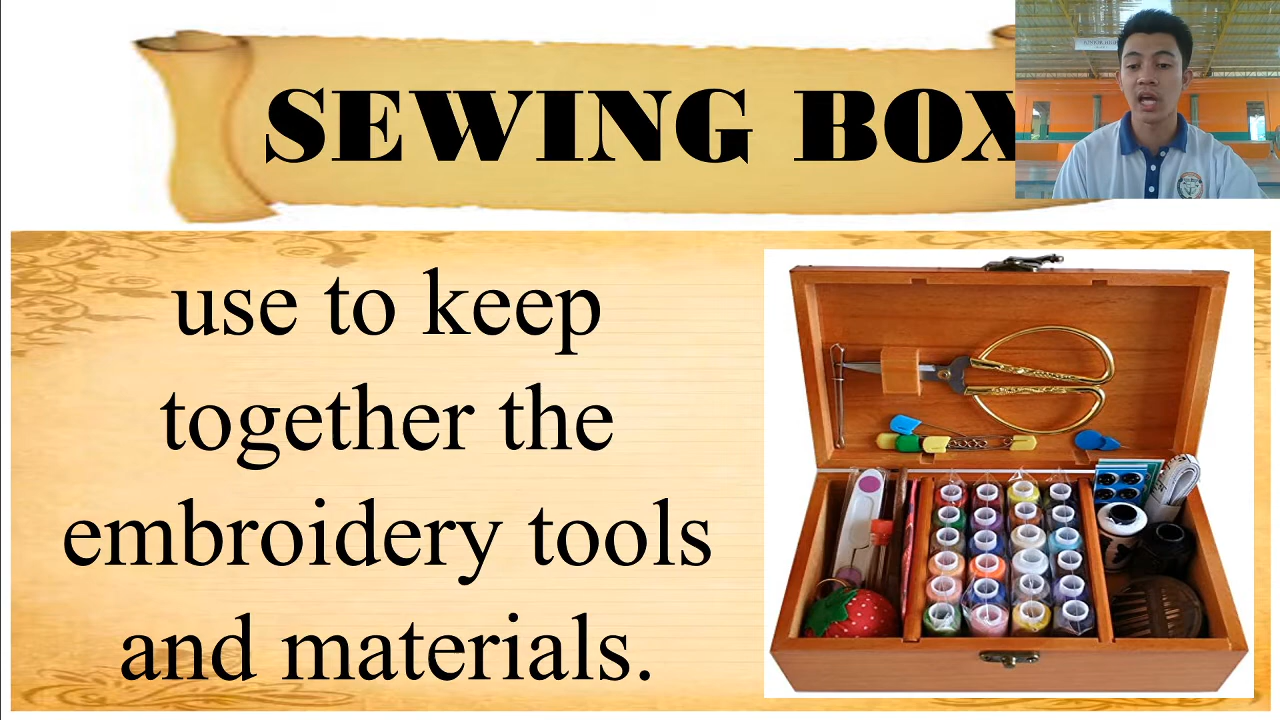 SEWING BOX
use to keep
together the
embroidery tools
and materials.